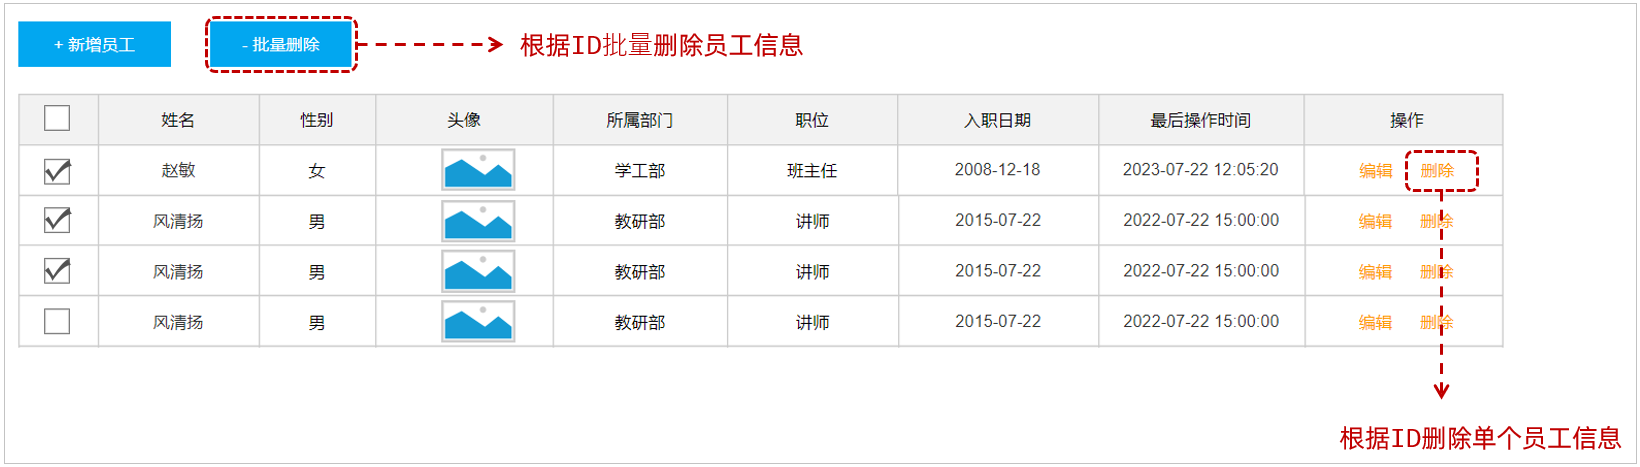 + 新增员工 - 批量删除 根据ID批量删除员工信息
姓名 性别 头像 所属部门 职位 入职日期 最后操作时间 操作
赵敏 女 学工部 班主任 2008-12-18 2023-07-22 12:05:20 编辑 删除
风清扬 男 教研部 讲师 2015-07-22 2022-07-22 15:00:00 编辑 删除
风清扬 男 教研部 讲师 2015-07-22 2022-07-22 15:00:00 编辑 删除
风清扬 男 教研部 讲师 2015-07-22 2022-07-22 15:00:00 编辑 删除
根据ID删除单个员工信息